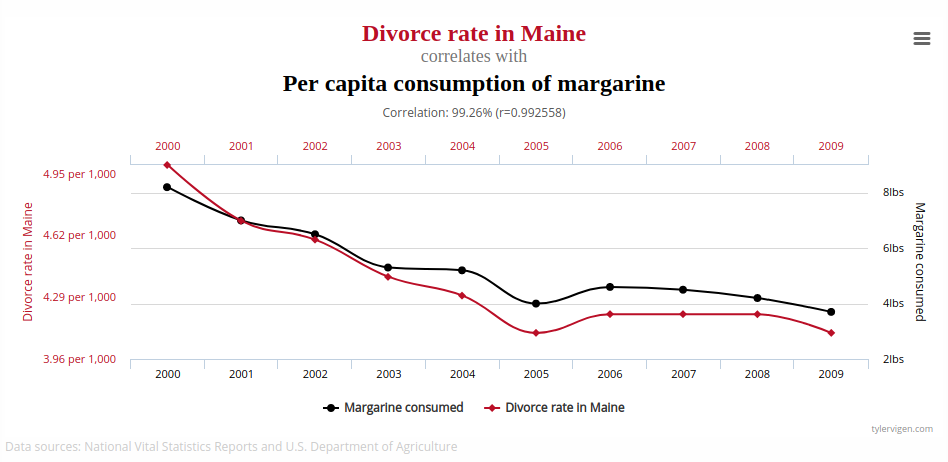 Divorce rate in Maine
correlates with
Per capita consumption of margarine
Correlation: 99.26% (r=0.992558)
2000 2001 2002 2003 2004 2005 2006 2007 2008 2009
Divorce rate in Maine
4.95 per 1,000
4.62 per 1,000
4.29 per 1,000
3.96 per 1,000
8lbs
6lbs
4lbs
2lbs
Margarine consumed
2000 2001 2002 2003 2004 2005 2006 2007 2008 2009
Margarine consumed Divorce rate in Maine
tylervigen.com
Data sources: National Vital Statistics Reports and U.S. Department of Agriculture